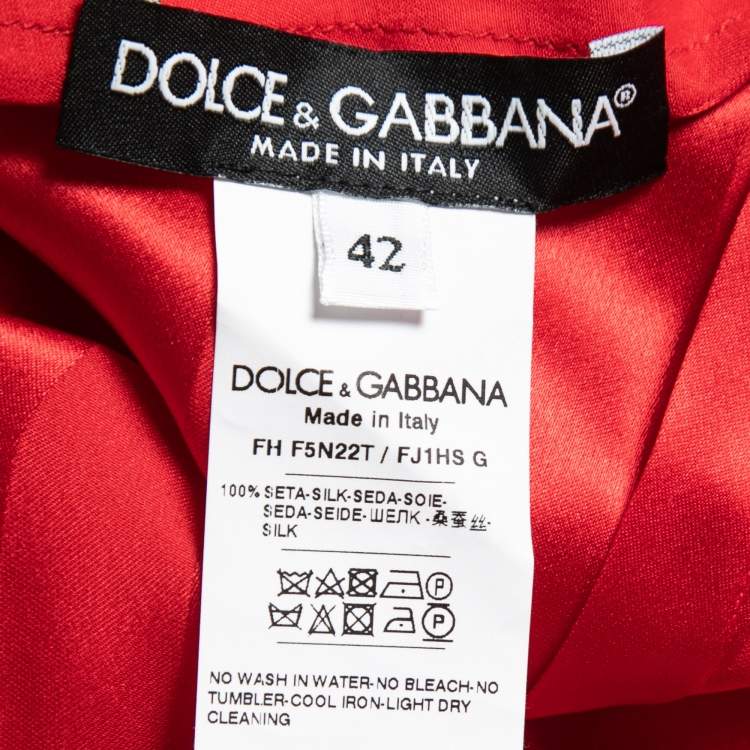 DOLCE & GABBANA®
MADE IN ITALY
42
DOLCE & GABBANA
Made in Italy
FH F5N22T / FJ1HS G
100% SETA-SILK-SEDA-SOIE-
SEDA-SEIDE-ШЕЛК-桑蚕丝-
SILK
P
P
NO WASH IN WATER-NO BLEACH-NO
TUMBLER-COOL IRON-LIGHT DRY
CLEANING